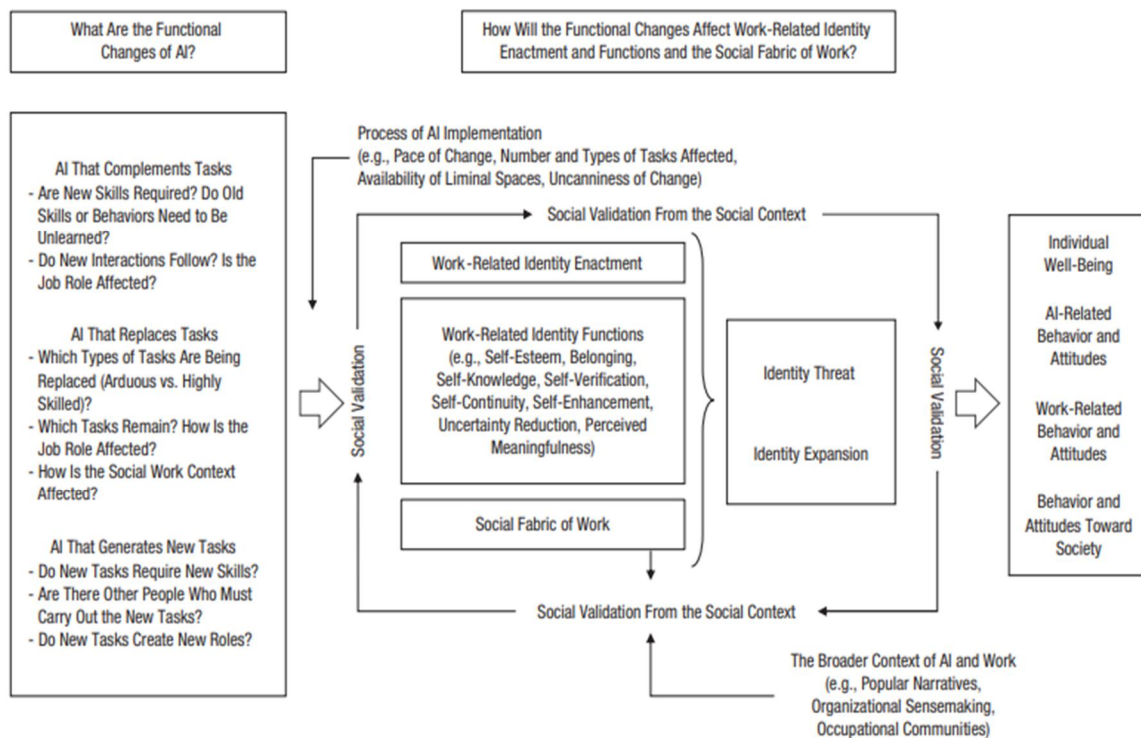 What Are the Functional
Changes of AI?
How Will the Functional Changes Affect Work-Related Identity
Enactment and Functions and the Social Fabric of Work?
AI That Complements Tasks
- Are New Skills Required? Do Old
Skills or Behaviors Need to Be
Unlearned?
- Do New Interactions Follow? Is the
Job Role Affected?
AI That Replaces Tasks
- Which Types of Tasks Are Being
Replaced (Arduous vs. Highly
Skilled)?
- Which Tasks Remain? How Is the
Job Role Affected?
- How Is the Social Work Context
Affected?
AI That Generates New Tasks
- Do New Tasks Require New Skills?
- Are There Other People Who Must
Carry Out the New Tasks?
- Do New Tasks Create New Roles?
Process of AI Implementation
(e.g., Pace of Change, Number and Types of Tasks Affected,
Availability of Liminal Spaces, Uncanniness of Change)
Social Validation From the Social Context
Social Validation
Work-Related Identity Enactment
Work-Related Identity Functions
(e.g., Self-Esteem, Belonging,
Self-Knowledge, Self-Verification,
Self-Continuity, Self-Enhancement,
Uncertainty Reduction, Perceived
Meaningfulness)
Social Fabric of Work
Identity Threat
Identity Expansion
Social Validation
Social Validation From the Social Context
The Broader Context of AI and Work
(e.g., Popular Narratives,
Organizational Sensemaking,
Occupational Communities)
Individual
Well-Being
AI-Related
Behavior and
Attitudes
Work-Related
Behavior and
Attitudes
Behavior and
Attitudes Toward
Society